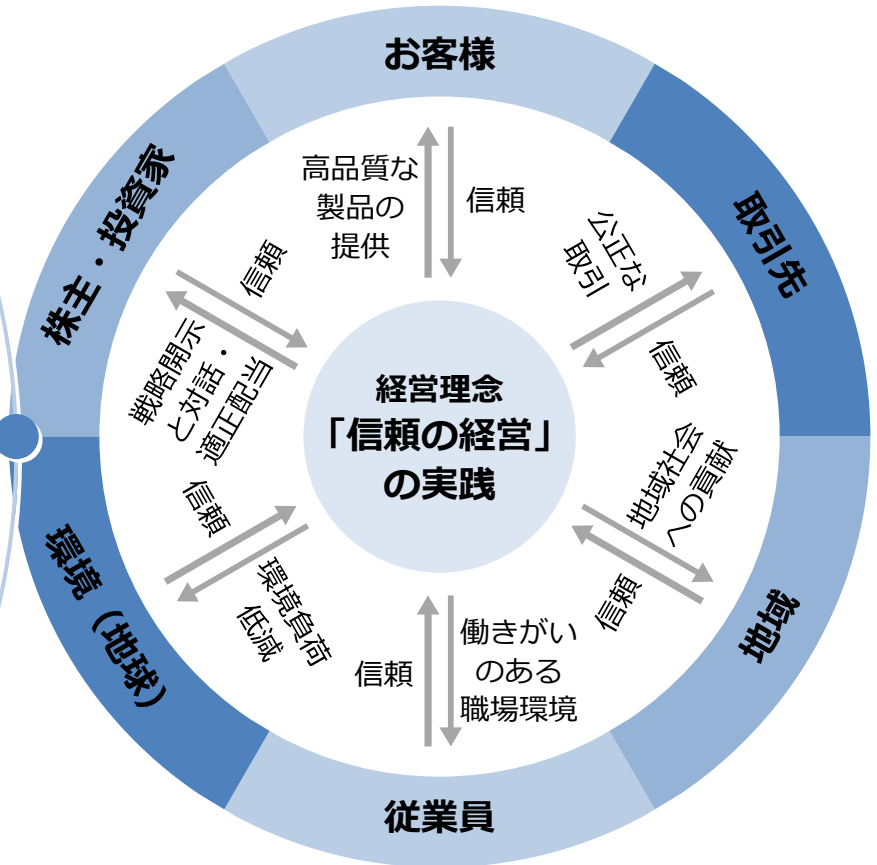 お客様
高品質な
製品の
提供
信頼
取引先
公正な
取引
信頼
地域
地域社会
への貢献
信頼
従業員
働きがい
のある
職場環境
信頼
環境(地球)
環境負荷
低減
信頼
株主・投資家
戦略開示
と対話・
適正配当
信頼
経営理念
「信頼の経営」
の実践